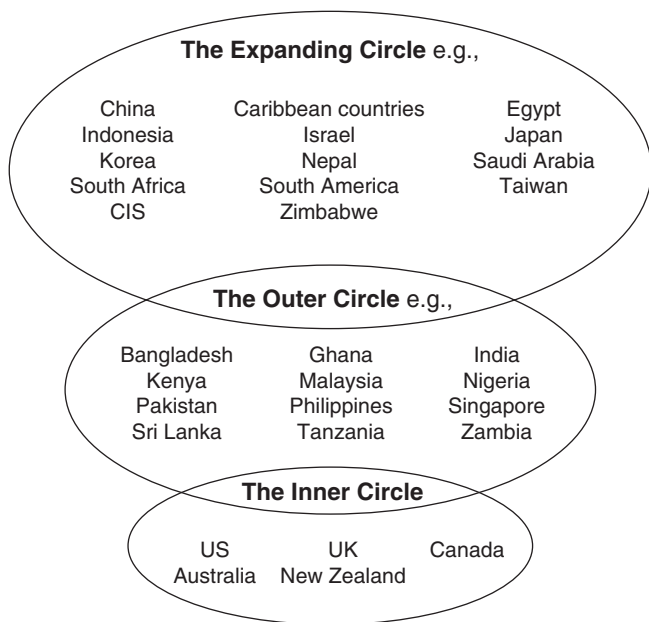 The Expanding Circle e.g.,
China Caribbean countries Egypt
Indonesia Israel Japan
Korea Nepal Saudi Arabia
South Africa South America Taiwan
CIS Zimbabwe
The Outer Circle e.g.,
Bangladesh Ghana India
Kenya Malaysia Nigeria
Pakistan Philippines Singapore
Sri Lanka Tanzania Zambia
The Inner Circle
US UK Canada
Australia New Zealand